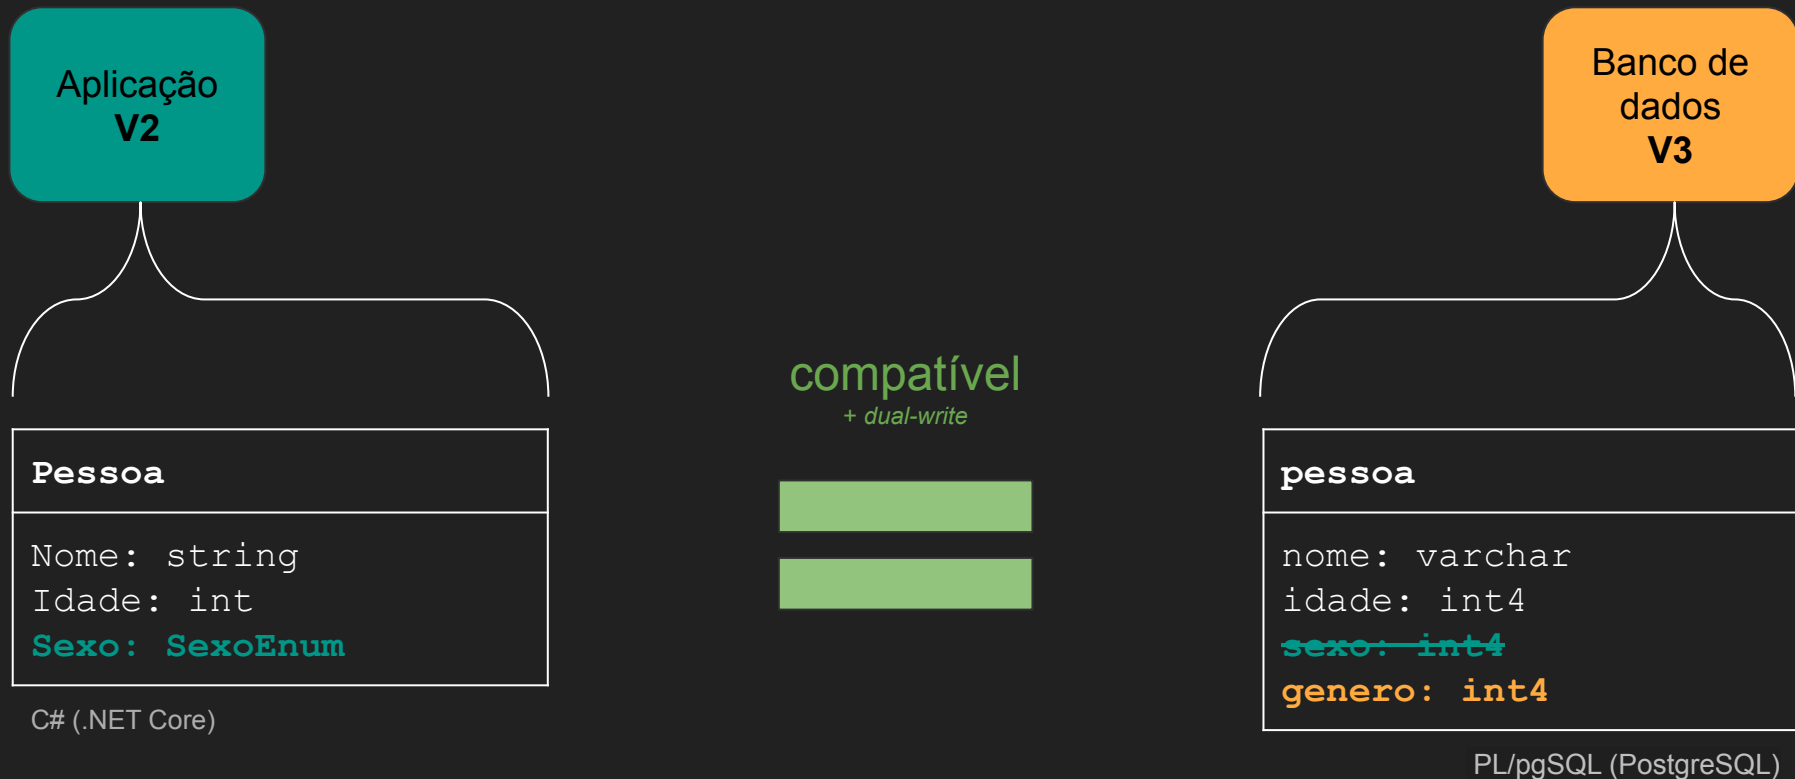 Aplicação
V2
Banco de
dados
V3
compatível
+ dual-write
Pessoa
Nome: string
Idade: int
Sexo: SexoEnum
C# (.NET Core)
pessoa
nome: varchar
idade: int4
sexo: int4
genero: int4
PL/pgSQL (PostgreSQL)